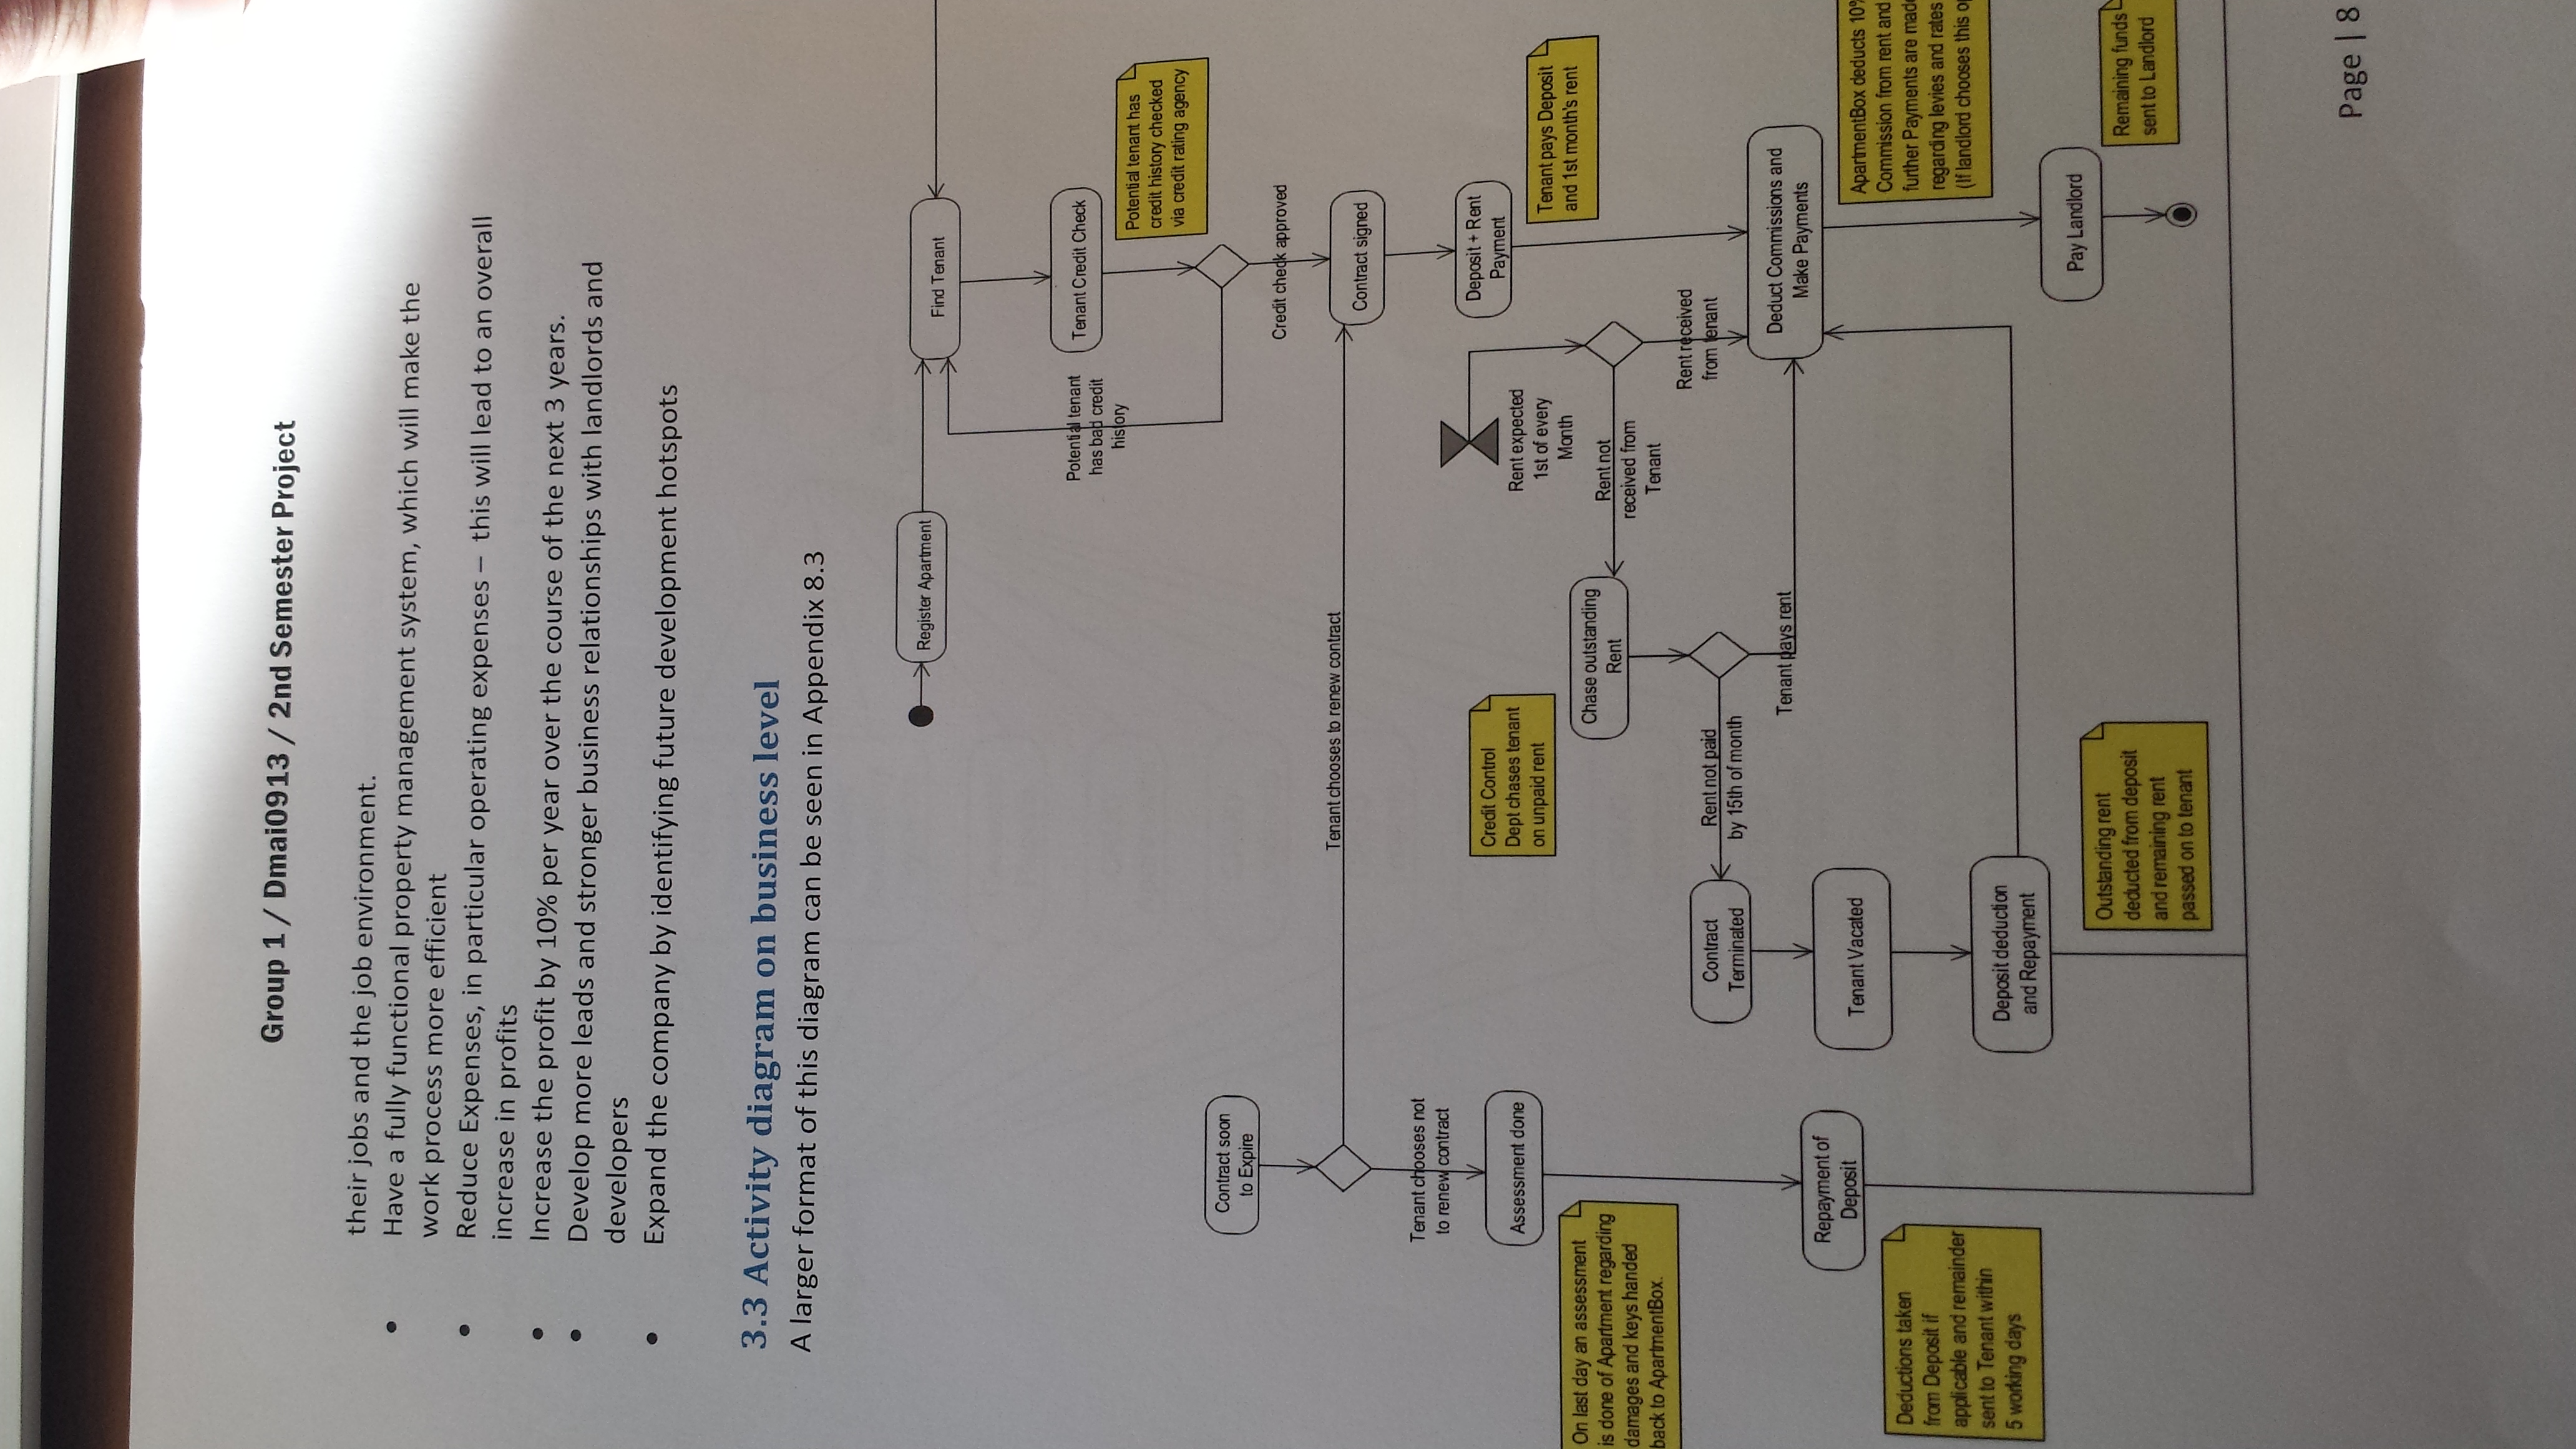 Group 1 / Dmai0913 / 2nd Semester Project
their jobs and the job environment.
• Have a fully functional property management system, which will make the
work process more efficient
• Reduce Expenses, in particular operating expenses – this will lead to an overall
increase in profits
• Increase the profit by 10% per year over the course of the next 3 years.
• Develop more leads and stronger business relationships with landlords and
developers
• Expand the company by identifying future development hotspots
3.3 Activity diagram on business level
A larger format of this diagram can be seen in Appendix 8.3
Register Apartment
Find Tenant
Potential tenant
has bad credit
history
Tenant Credit Check
Potential tenant has
credit history checked
via credit rating agency
Contract soon
to Expire
Credit check approved
Tenant chooses to renew contract
Contract signed
Tenant chooses not
to renew contract
Assessment done
Credit Control
Dept chases tenant
on unpaid rent
Rent expected
1st of every
Month
Deposit + Rent
Payment
Tenant pays Deposit
and 1st month's rent
On last day an assessment
is done of Apartment regarding
damages and keys handed
back to ApartmentBox.
Chase outstanding
Rent
Rent not
received from
Tenant
Rent received
from tenant
Contract
Terminated
Rent not paid
by 15th of month
Tenant pays rent
Deduct Commissions and
Make Payments
Repayment of
Deposit
Tenant Vacated
ApartmentBox deducts 10%
Commission from rent and
further Payments are made
regarding levies and rates
(If landlord chooses this
Deductions taken
from Deposit if
applicable and remainder
sent to Tenant within
5 working days
Deposit deduction
and Repayment
Pay Landlord
Outstanding rent
deducted from deposit
and remaining rent
passed on to tenant
Remaining funds
sent to Landlord
Page | 8